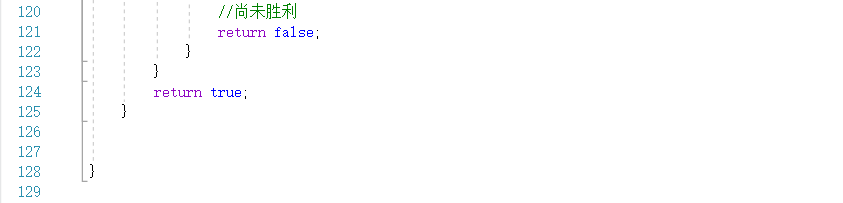 120 //尚未胜利
121 return false;
122 }
123 }
124 return true;
125 }
126
127
128 }
129